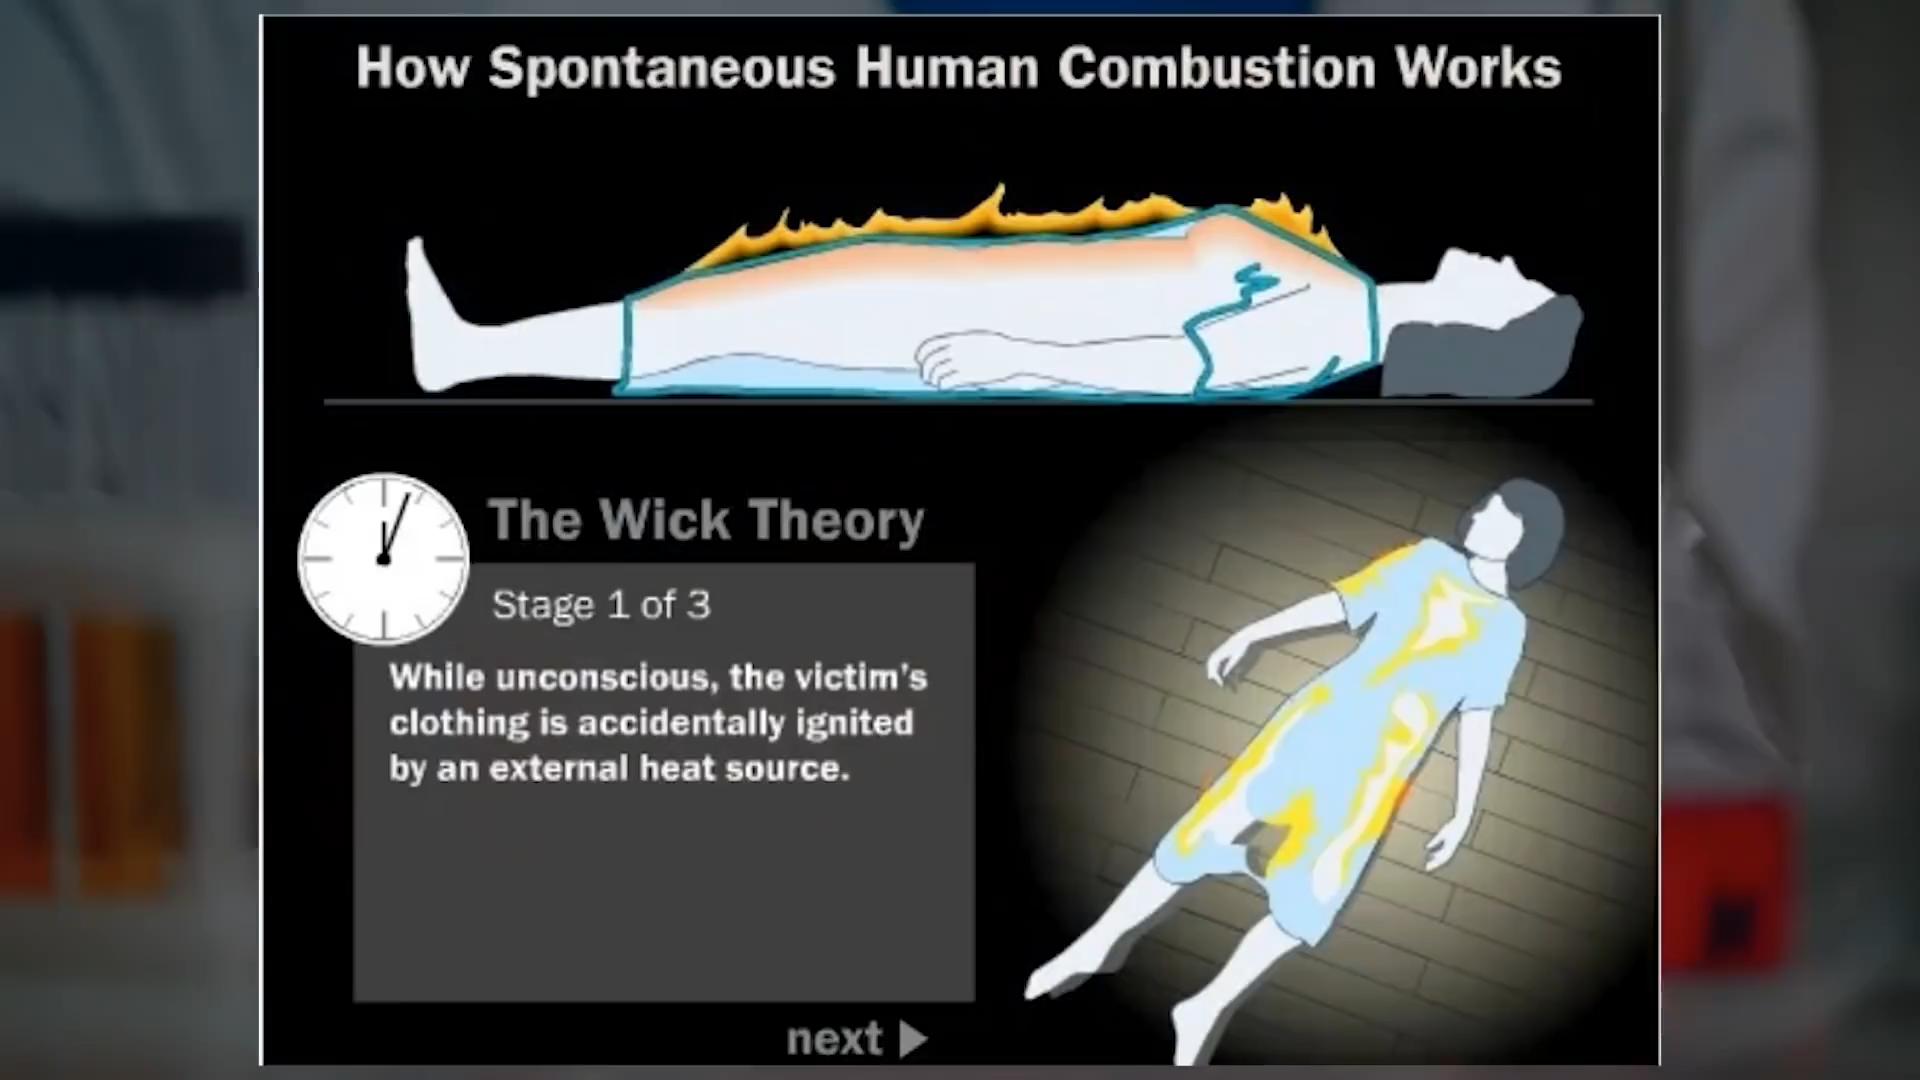 How Spontaneous Human Combustion Works
The Wick Theory
Stage 1 of 3
While unconscious, the victim's
clothing is accidentally ignited
by an external heat source.
next